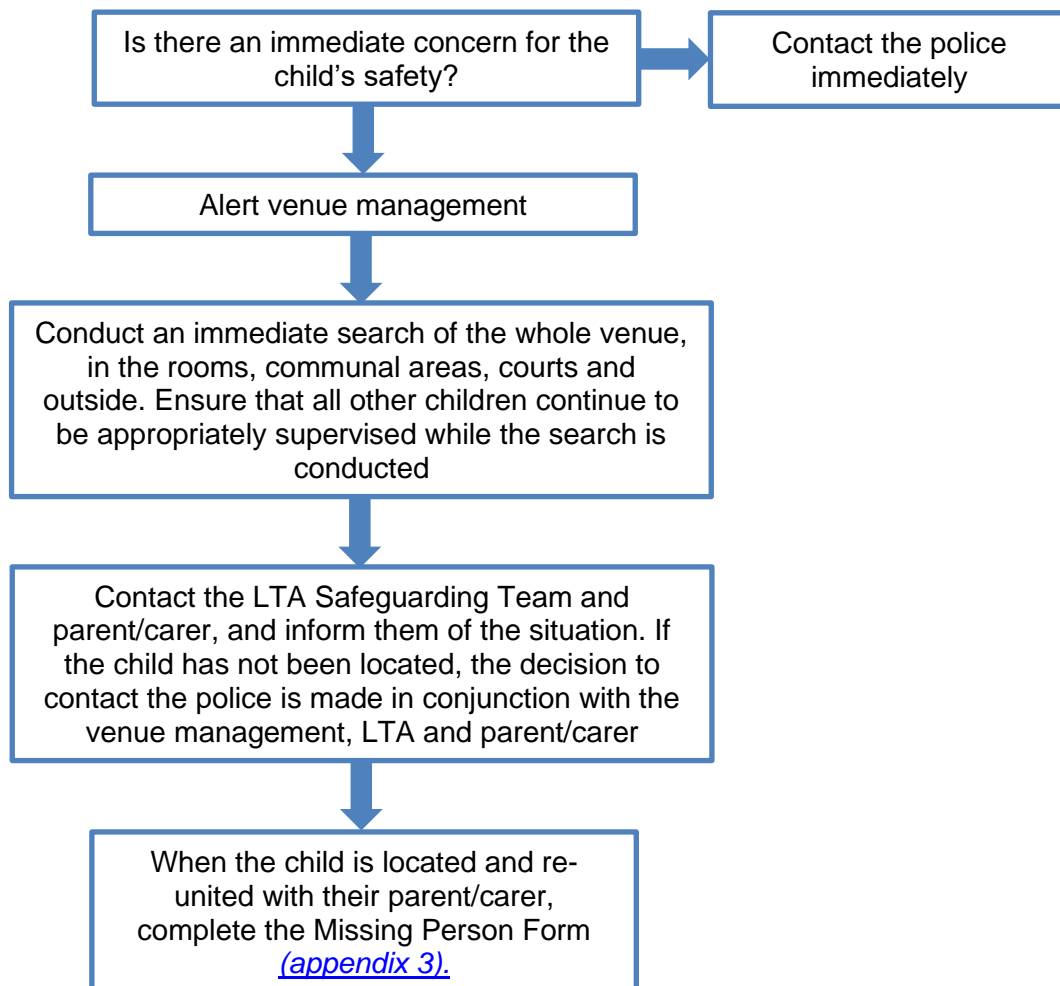 Is there an immediate concern for the
child's safety?
Contact the police
immediately
Alert venue management
Conduct an immediate search of the whole venue,
in the rooms, communal areas, courts and
outside. Ensure that all other children continue to
be appropriately supervised while the search is
conducted
Contact the LTA Safeguarding Team and
parent/carer, and inform them of the situation. If
the child has not been located, the decision to
contact the police is made in conjunction with the
venue management, LTA and parent/carer
When the child is located and re-
united with their parent/carer,
complete the Missing Person Form
(appendix 3).